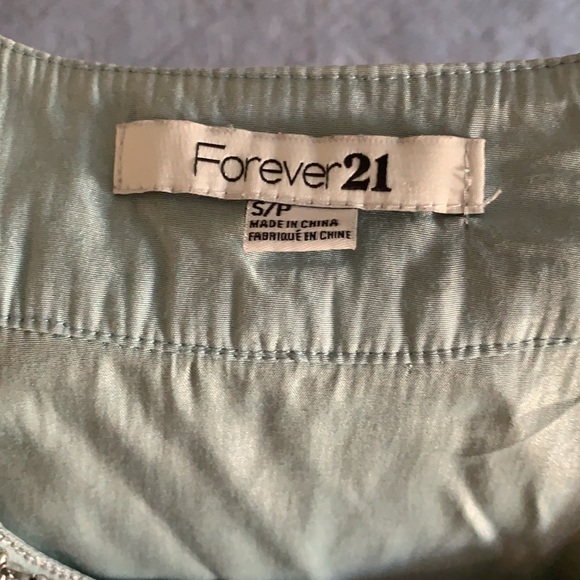 Forever21
S/P
MADE IN CHINA
FABRIQUÉ EN CHINE